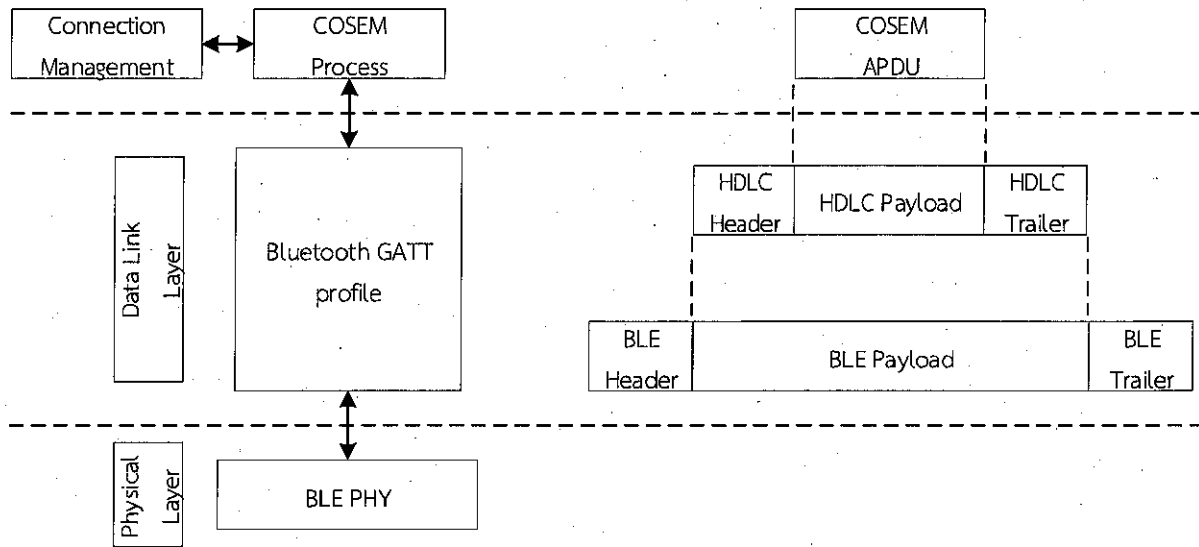 Connection
Management
COSEM
Process
COSEM
APDU
Data Link
Layer
Bluetooth GATT
profile
HDLC
Header
HDLC Payload
HDLC
Trailer
BLE
Header
BLE Payload
BLE
Trailer
Physical
Layer
BLE PHY